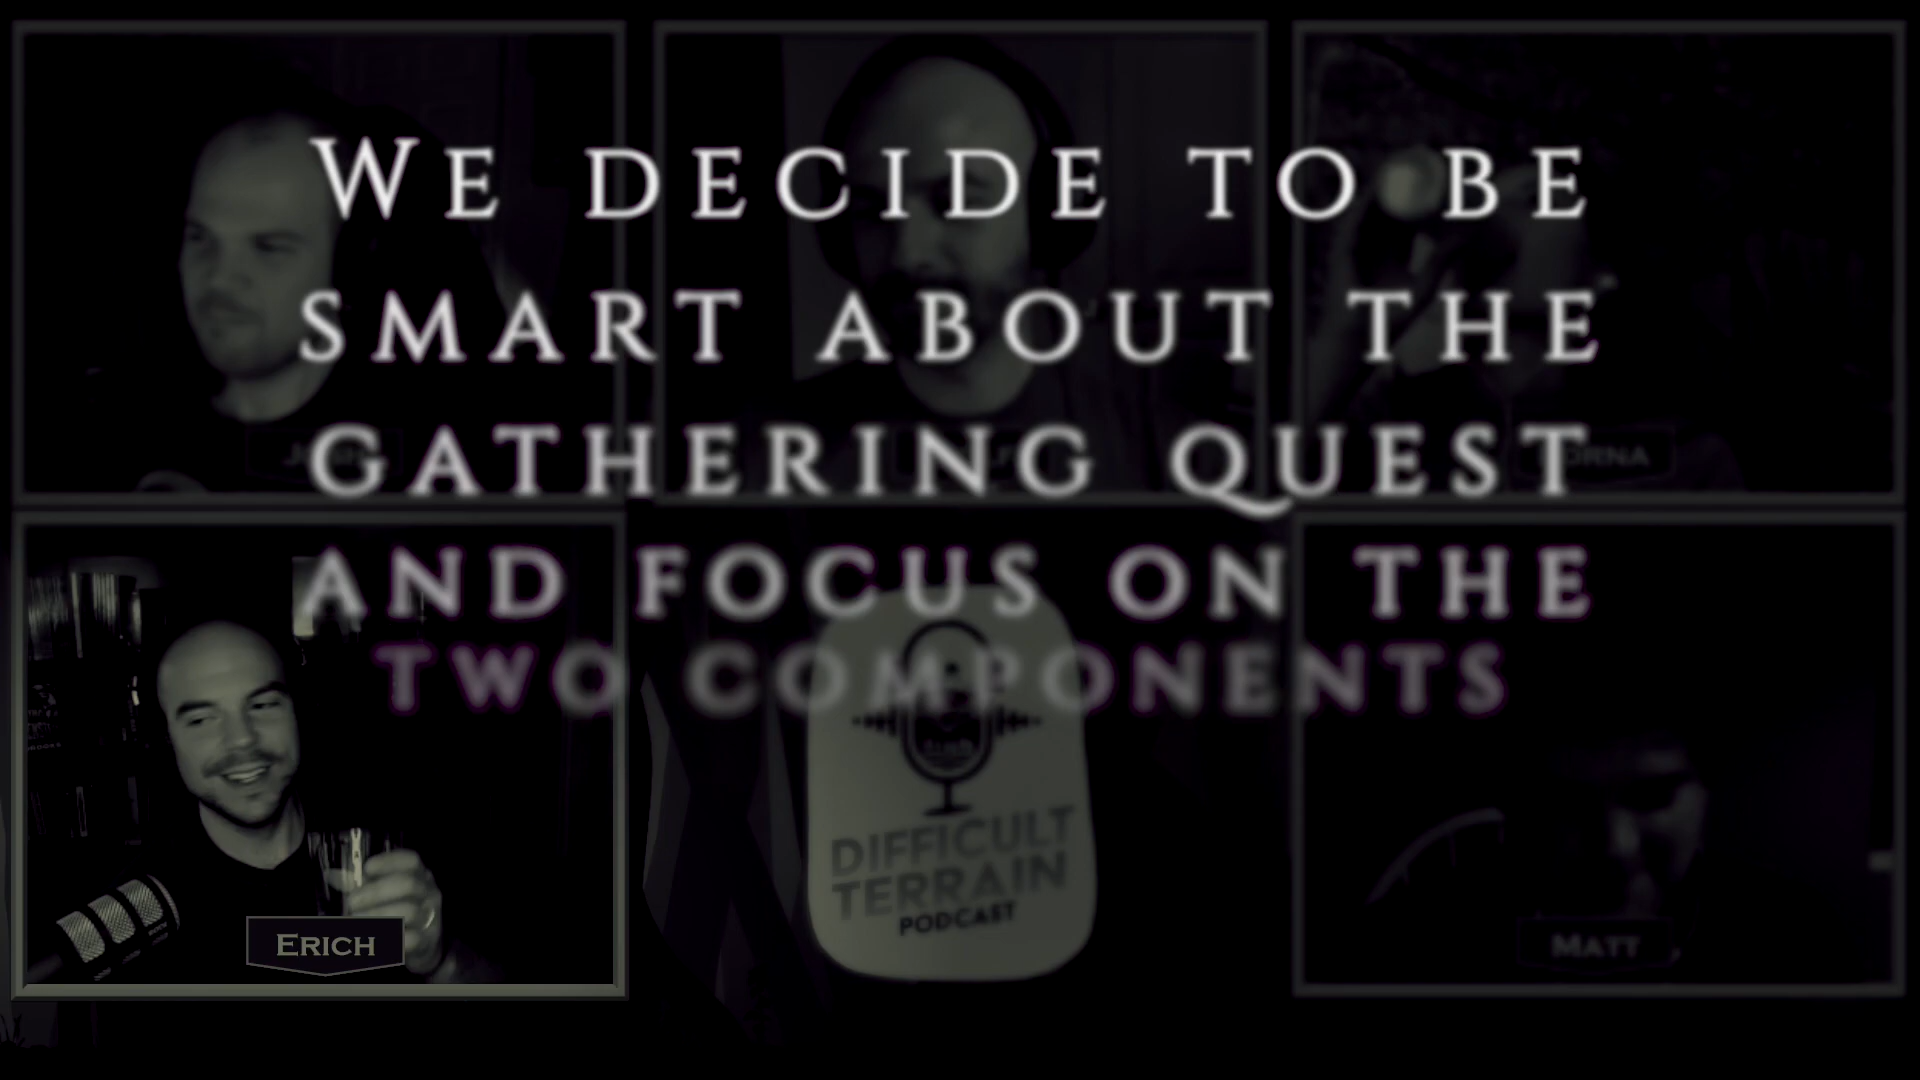 We decide to be
smart about the
gathering quest
and focus on the
two components
Erich
DIFFICULT
TERRAIN
PODCAST
Matt